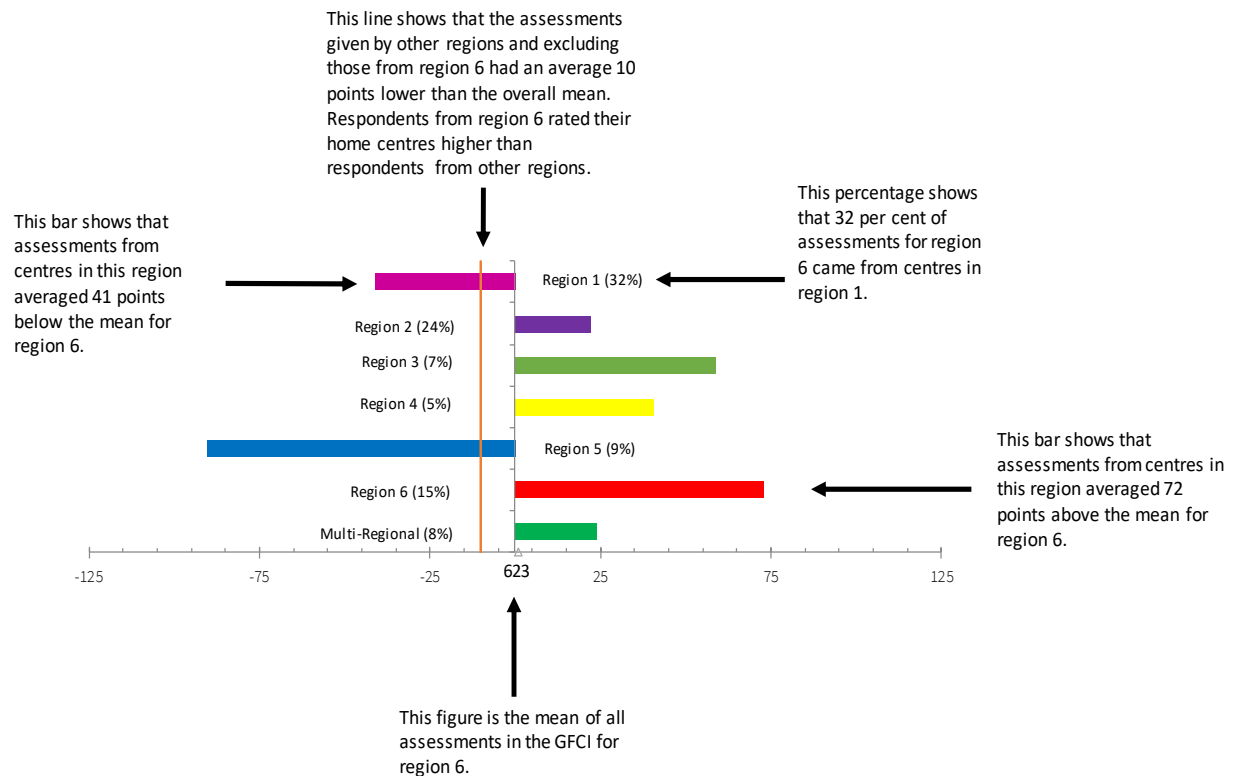 This line shows that the assessments
given by other regions and excluding
those from region 6 had an average 10
points lower than the overall mean.
Respondents from region 6 rated their
home centres higher than
respondents from other regions.
This bar shows that
assessments from
centres in this region
averaged 41 points
below the mean for
region 6.
This percentage shows
that 32 per cent of
assessments for region
6 came from centres in
region 1.
Region 1 (32%)
Region 2 (24%)
Region 3 (7%)
Region 4 (5%)
Region 5 (9%)
Region 6 (15%)
Multi-Regional (8%)
This bar shows that
assessments from centres in
this region averaged 72
points above the mean for
region 6.
-125 -75 -25 623 25 75 125
This figure is the mean of all
assessments in the GFCI for
region 6.